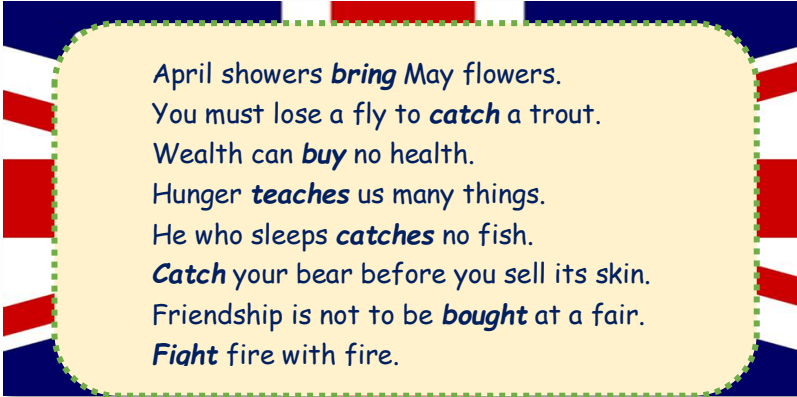 April showers bring May flowers.
You must lose a fly to catch a trout.
Wealth can buy no health.
Hunger teaches us many things.
He who sleeps catches no fish.
Catch your bear before you sell its skin.
Friendship is not to be bought at a fair.
Fight fire with fire.